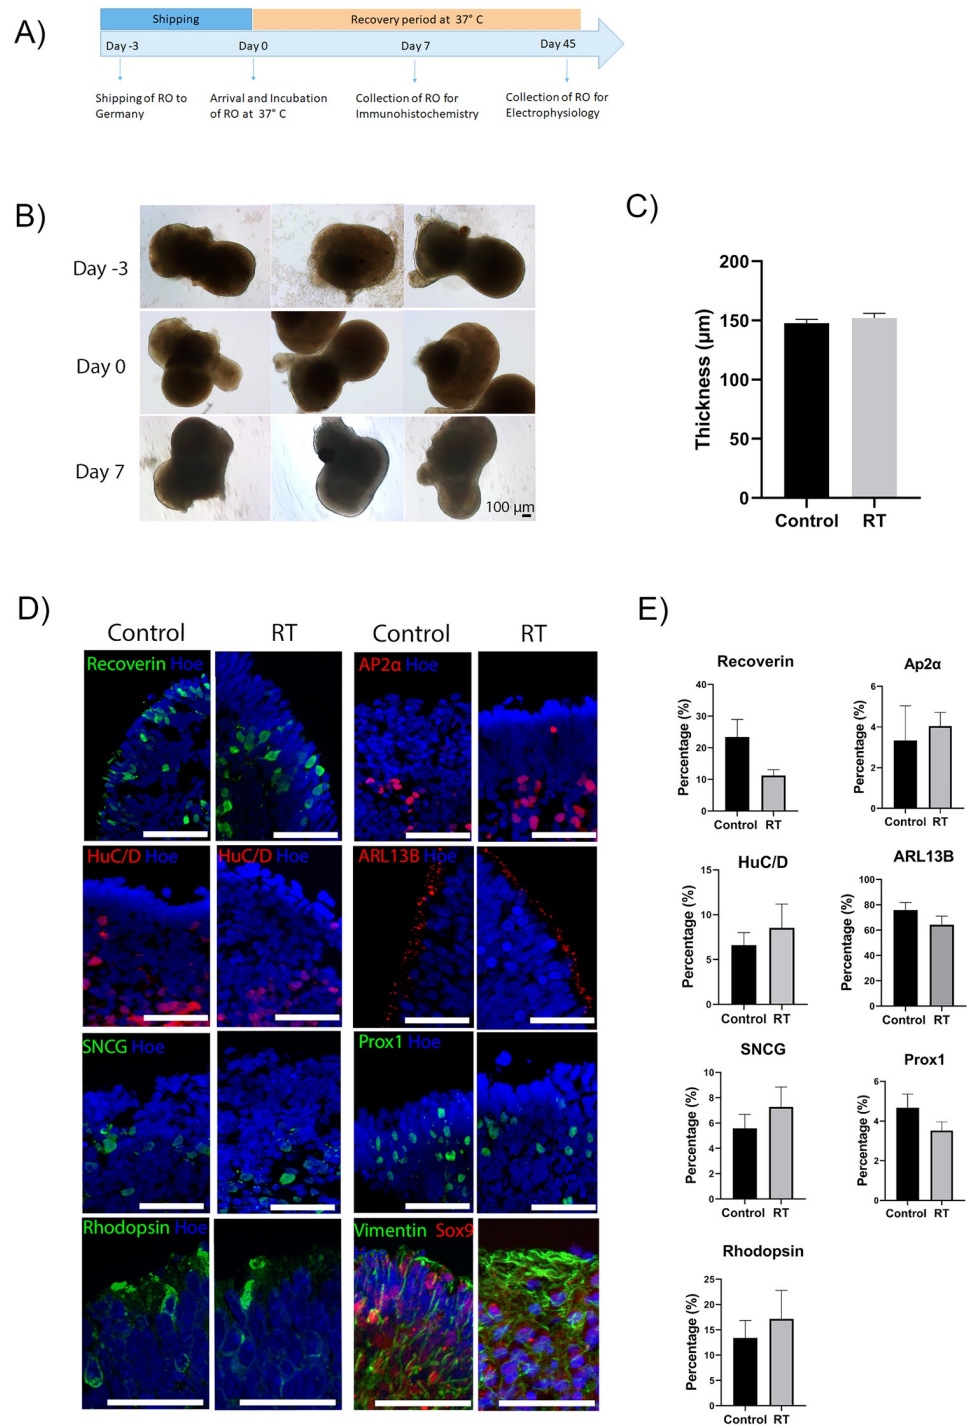 A)
Shipping
Recovery period at 37° C
Day -3
Day 0
Day 7
Day 45
Shipping of RO to
Germany
Arrival and Incubation
of RO at 37° C
Collection of RO for
Immunohistochemistry
Collection of RO for
Electrophysiology
B)
Day -3
Day 0
Day 7
100 µm
C)
Thickness (µm)
200
150
100
50
0
Control RT
D)
Control RT Control RT
Recoverin Hoe
AP2α Hoe
HuC/D Hoe
HuC/D Hoe
ARL13B Hoe
SNCG Hoe
Prox1 Hoe
Rhodopsin Hoe
Vimentin Sox9
E)
Recoverin
Percentage (%)
40
30
20
10
0
Control RT
Ap2α
Percentage (%)
6
4
2
0
Control RT
HuC/D
Percentage (%)
15
10
5
0
Control RT
ARL13B
Percentage (%)
100
80
60
40
20
0
Control RT
SNCG
Percentage (%)
10
8
6
4
2
0
Control RT
Prox1
Percentage (%)
6
4
2
0
Control RT
Rhodopsin
Percentage (%)
25
20
15
10
5
0
Control RT